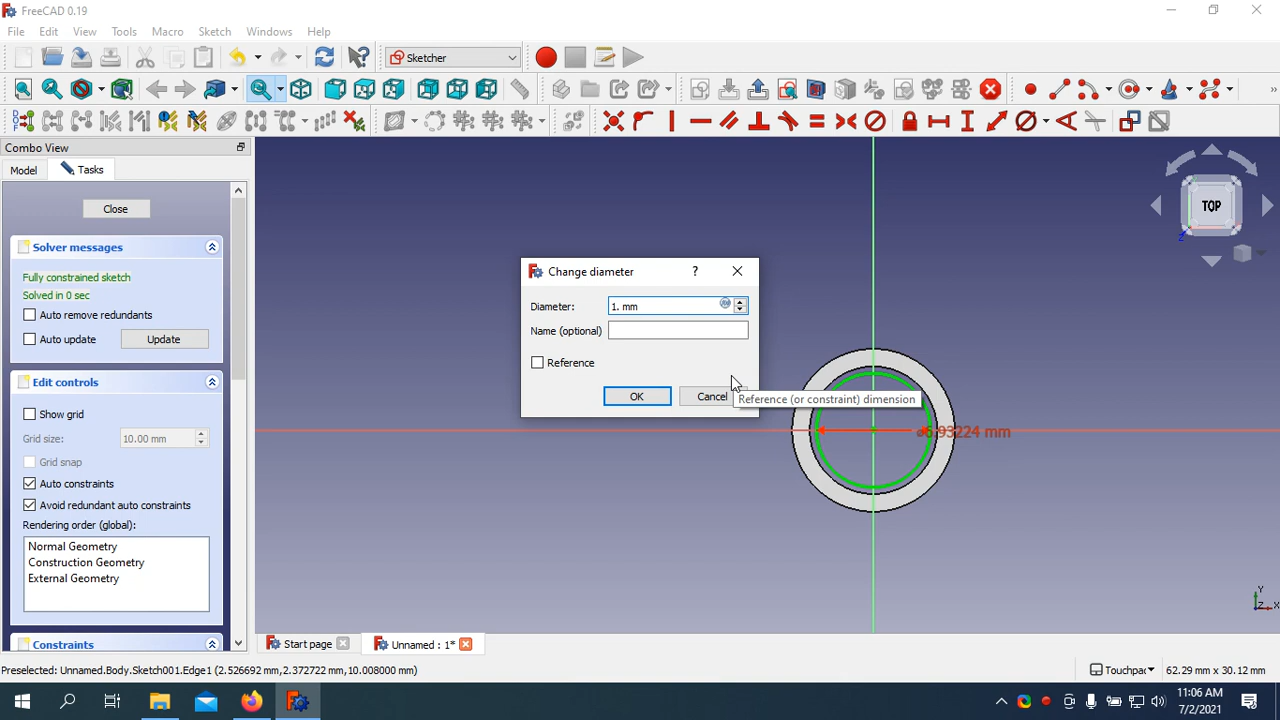 FreeCAD 0.19
File Edit View Tools Macro Sketch Windows Help
Sketcher
Combo View
Model Tasks
Close
Solver messages
Fully constrained sketch
Solved in 0 sec
Auto remove redundants
Auto update Update
Edit controls
Show grid
Grid size: 10.00 mm
Grid snap
Auto constraints
Avoid redundant auto constraints
Rendering order (global):
Normal Geometry
Construction Geometry
External Geometry
Constraints
Change diameter ?
Diameter: 1. mm
Name (optional)
Reference
OK Cancel
Reference (or constraint) dimension
⌀6.93224 mm
TOP
Z
Y
Z X
Start page Unnamed : 1*
Preselected: Unnamed.Body.Sketch001.Edge1 (2.526692 mm,2.372722 mm,10.008000 mm)
Touchpa 62.29 mm x 30.12 mm
11:06 AM
7/2/2021